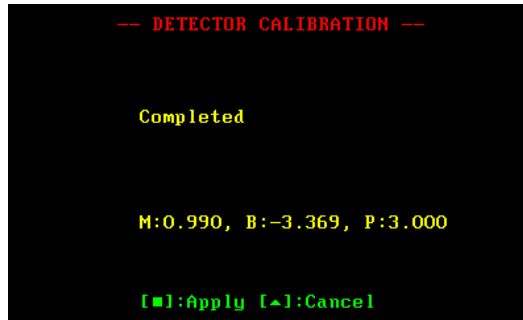 -- DETECTOR CALIBRATION --
Completed
M:0.990, B:-3.369, P:3.000
[■]:Apply [▲]:Cancel